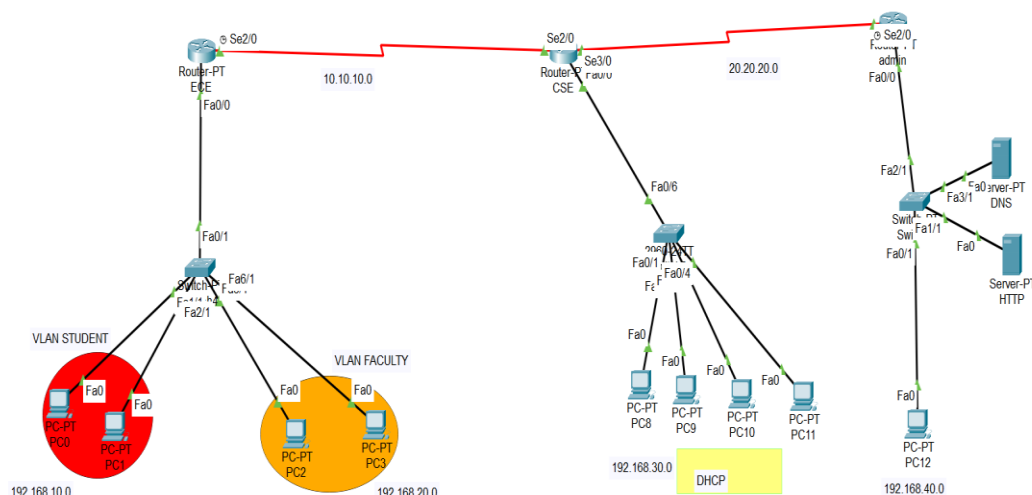 Se2/0
Router-PT
ECE
Fa0/0
10.10.10.0
Se2/0
Se3/0
Fa0/0
CSE
20.20.20.0
Se2/0
admin
Fa0/0
Fa0/1
Fa6/1
Fa2/1
VLAN STUDENT
VLAN FACULTY
Fa0
PC-PT
PC0
Fa0
PC-PT
PC1
Fa0
PC-PT
PC2
Fa0
PC-PT
PC3
192.168.10.0
192.168.20.0
Fa0/6
Fa0/1
Fa0/4
Fa0
PC-PT
PC8
Fa0
PC-PT
PC9
Fa0
PC-PT
PC10
Fa0
PC-PT
PC11
192.168.30.0
DHCP
Fa2/1
Fa3/1
Fa0
DNS
Fa1/1
Fa0
Server-PT
HTTP
Fa0/1
Fa0
PC-PT
PC12
192.168.40.0